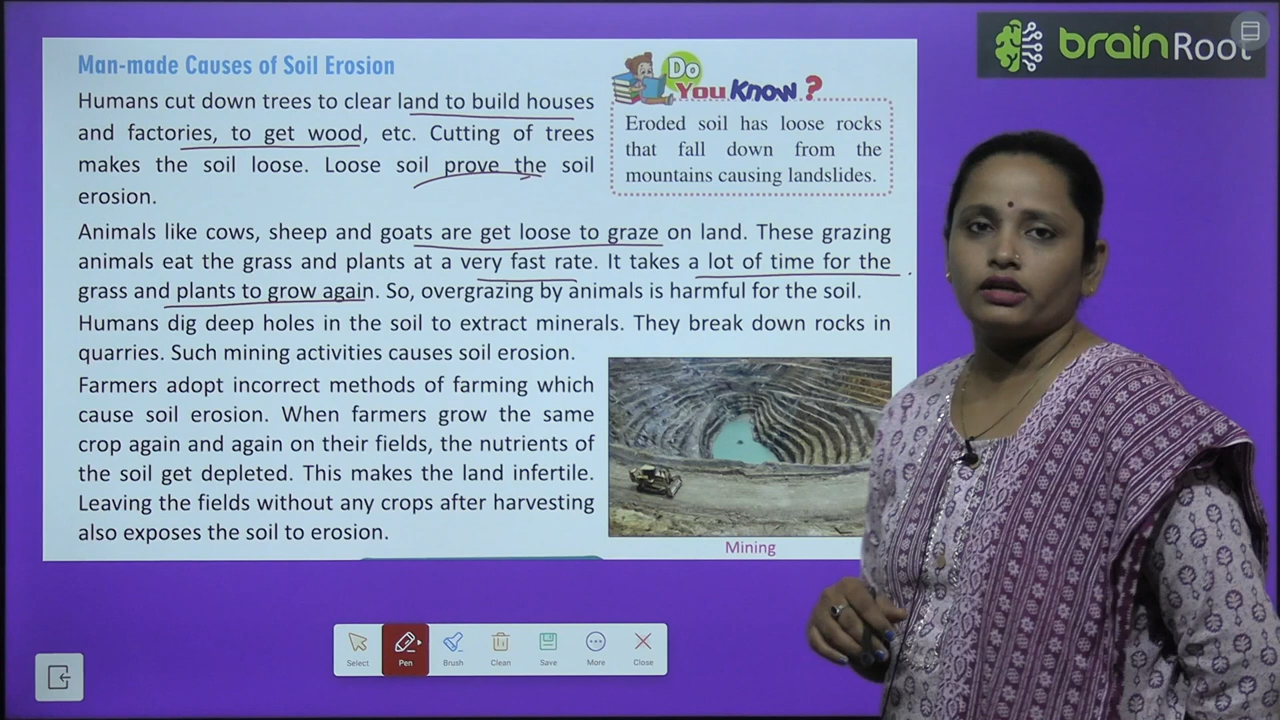 Man-made Causes of Soil Erosion
Humans cut down trees to clear land to build houses
and factories, to get wood, etc. Cutting of trees
makes the soil loose. Loose soil prove the soil
erosion.
Do
You Know ?
Eroded soil has loose rocks
that fall down from the
mountains causing landslides.
Animals like cows, sheep and goats are get loose to graze on land. These grazing
animals eat the grass and plants at a very fast rate. It takes a lot of time for the
grass and plants to grow again. So, overgrazing by animals is harmful for the soil.
Humans dig deep holes in the soil to extract minerals. They break down rocks in
quarries. Such mining activities causes soil erosion.
Farmers adopt incorrect methods of farming which
cause soil erosion. When farmers grow the same
crop again and again on their fields, the nutrients of
the soil get depleted. This makes the land infertile.
Leaving the fields without any crops after harvesting
also exposes the soil to erosion.
Mining
brainRoot
Select
Pen
Brush
Clean
Save
More
Close